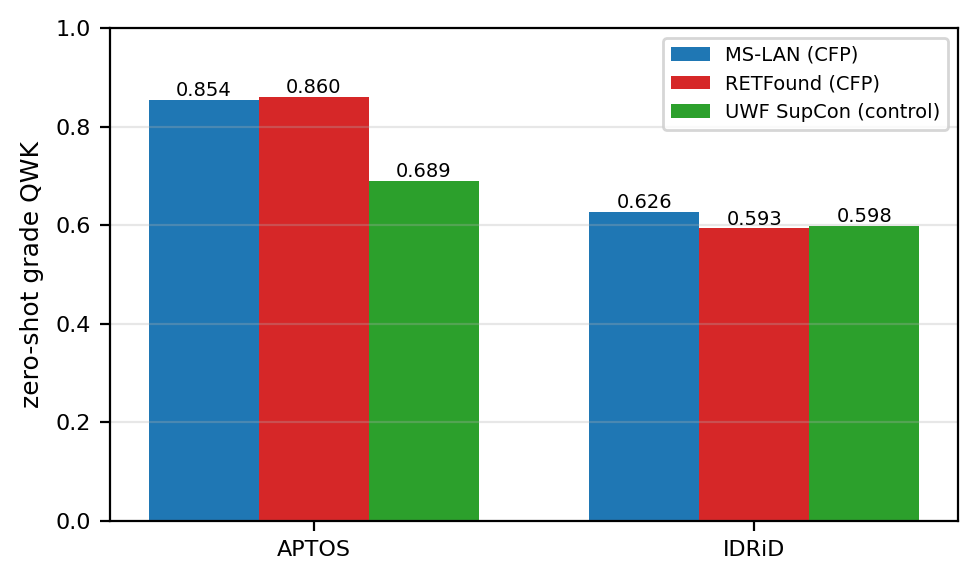 zero-shot grade QWK
1.0
0.8
0.6
0.4
0.2
0.0
MS-LAN (CFP)
RETFound (CFP)
UWF SupCon (control)
0.854
0.860
0.689
0.626
0.593
0.598
APTOS
IDRiD